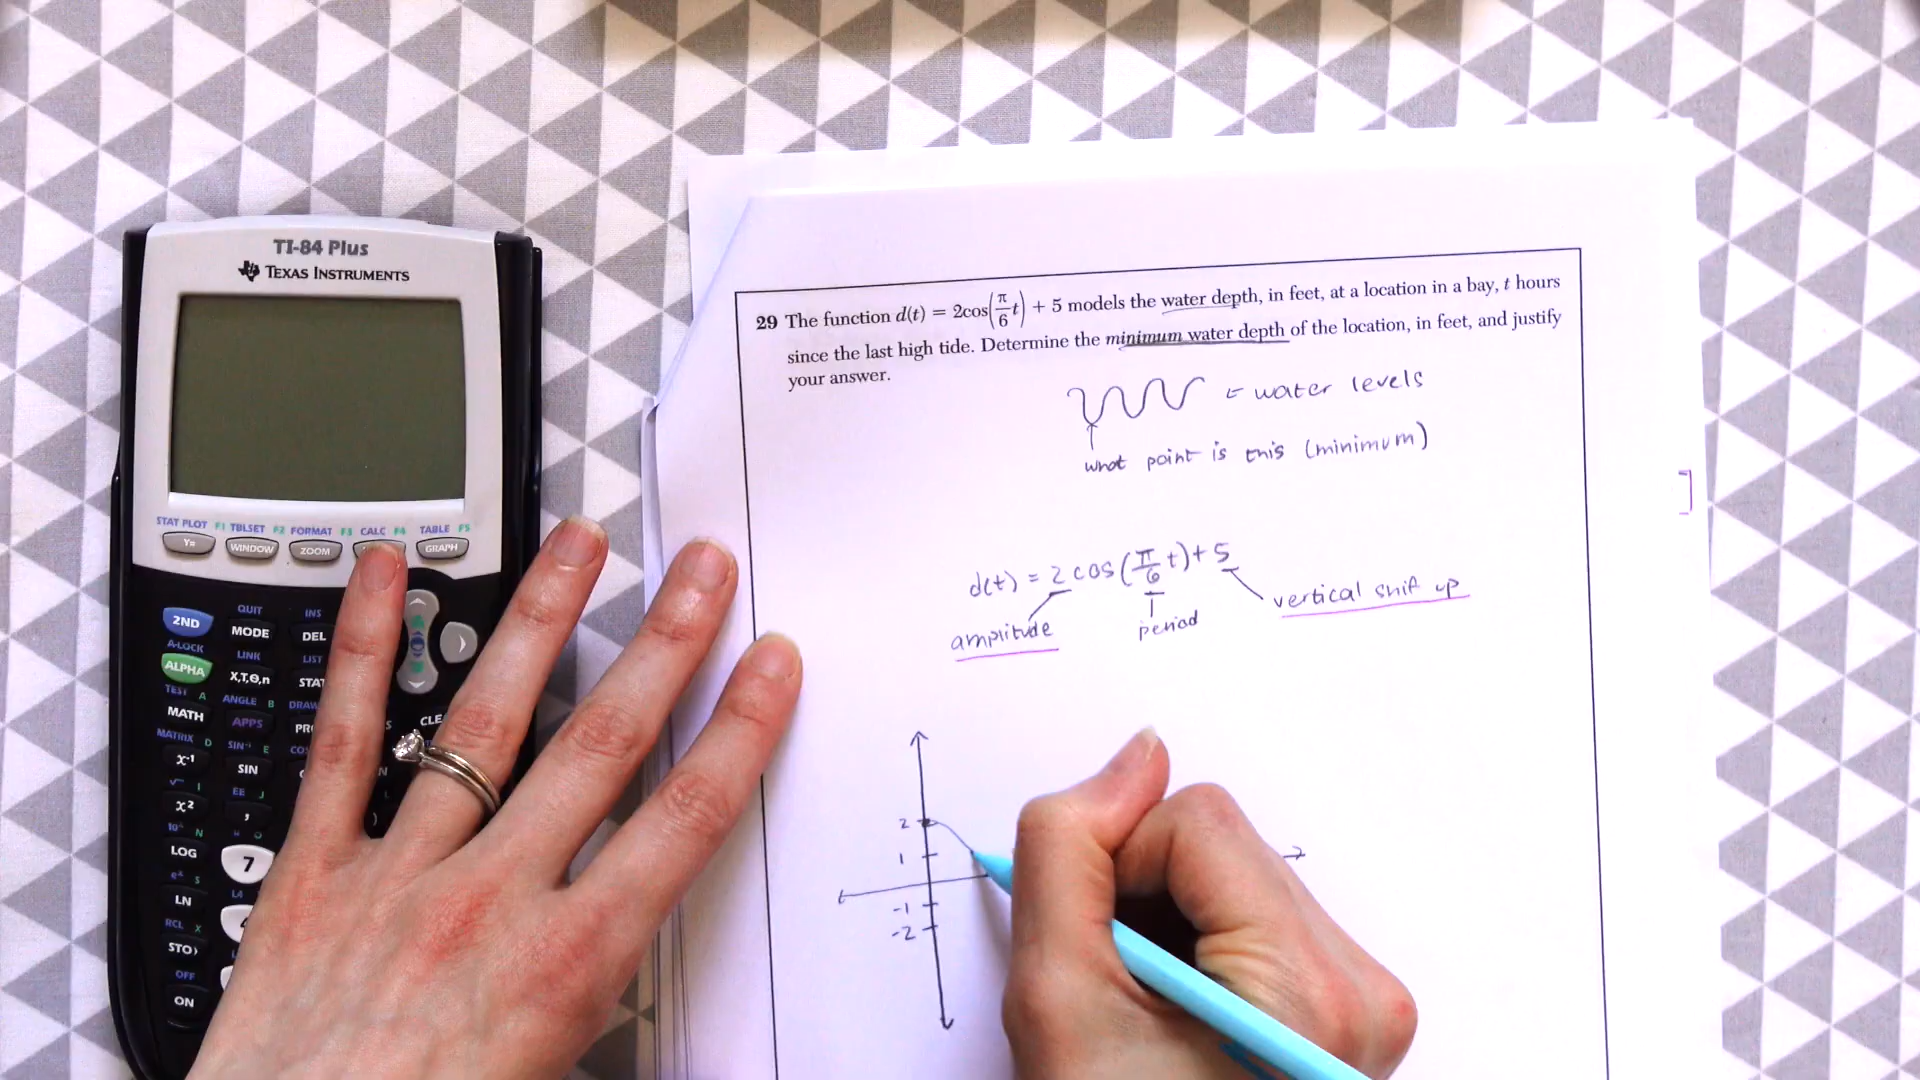 TI-84 Plus
TEXAS INSTRUMENTS
STAT PLOT F1 TBLSET F2 FORMAT F3 CALC F4 TABLE F5
Y= WINDOW ZOOM GRAPH
QUIT INS
2ND MODE DEL
A-LOCK LINK LIST
ALPHA X,T,θ,n STAT
TEST A ANGLE B DRAW
MATH APPS
MATRIX D SIN⁻¹ E
x⁻¹ SIN
EE J
x² ,
10ˣ N
LOG 7
eˣ S L4
LN
RCL X
STO›
OFF
ON
29 The function d(t) = 2cos(π/6 t) + 5 models the water depth, in feet, at a location in a bay, t hours
since the last high tide. Determine the minimum water depth of the location, in feet, and justify
your answer.
← water levels
what point is this (minimum)
d(t) = 2 cos (π/6 t) + 5
amplitude period vertical shift up
2
1
-1
-2